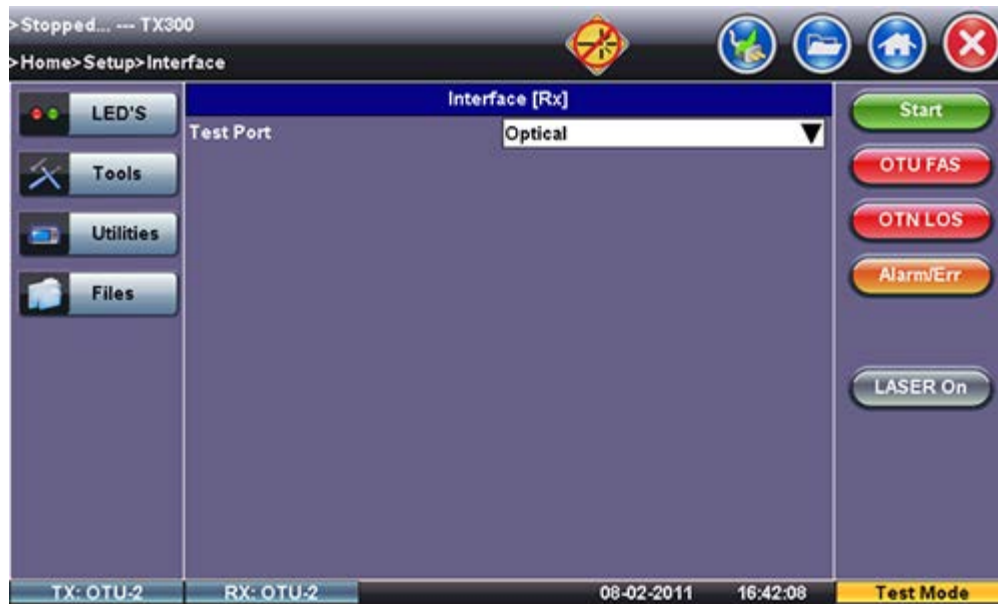 >Stopped... --- TX300
>Home>Setup>Interface
LED'S
Tools
Utilities
Files
Interface [Rx]
Test Port Optical
Start
OTU FAS
OTN LOS
Alarm/Err
LASER On
TX: OTU-2 RX: OTU-2 08-02-2011 16:42:08 Test Mode